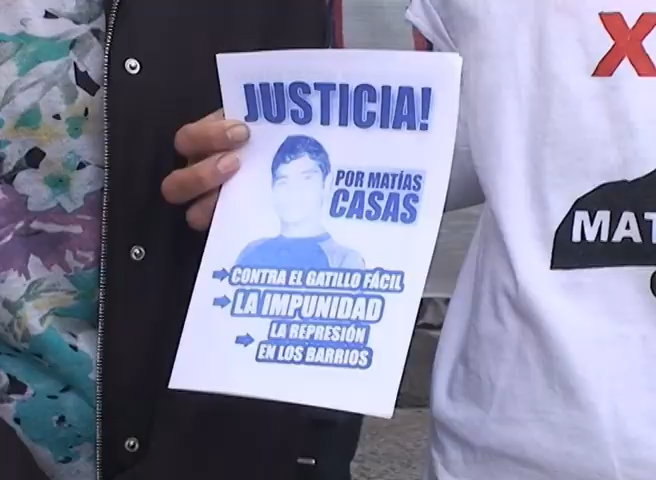 JUSTICIA!
POR MATÍAS
CASAS
CONTRA EL GATILLO FÁCIL
LA IMPUNIDAD
LA REPRESIÓN
EN LOS BARRIOS
X
MAT